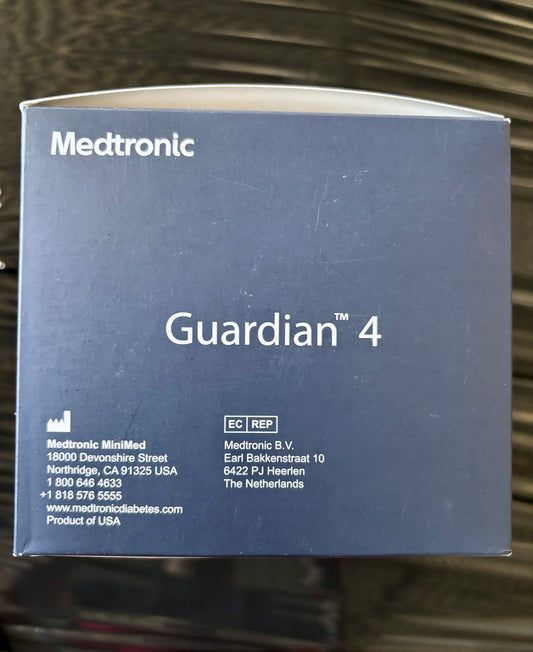 Medtronic
Guardian™ 4
Medtronic MiniMed
18000 Devonshire Street
Northridge, CA 91325 USA
1 800 646 4633
+1 818 576 5555
www.medtronicdiabetes.com
Product of USA
EC REP
Medtronic B.V.
Earl Bakkenstraat 10
6422 PJ Heerlen
The Netherlands